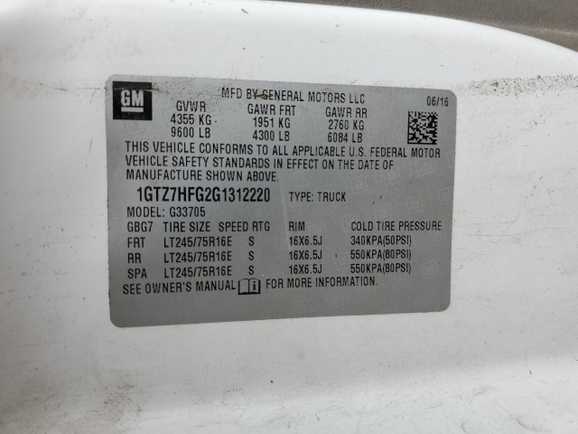 GM
MFD BY GENERAL MOTORS LLC
06/16
GVWR GAWR FRT GAWR RR
4355 KG 1951 KG 2760 KG
9600 LB 4300 LB 6084 LB
THIS VEHICLE CONFORMS TO ALL APPLICABLE U.S. FEDERAL MOTOR
VEHICLE SAFETY STANDARDS IN EFFECT ON THE DATE OF
MANUFACTURE SHOWN ABOVE.
1GTZ7HFG2G1312220 TYPE: TRUCK
MODEL: G33705
GBG7 TIRE SIZE SPEED RTG RIM COLD TIRE PRESSURE
FRT LT245/75R16E S 16X6.5J 340KPA(50PSI)
RR LT245/75R16E S 16X6.5J 550KPA(80PSI)
SPA LT245/75R16E S 16X6.5J 550KPA(80PSI)
SEE OWNER'S MANUAL FOR MORE INFORMATION.